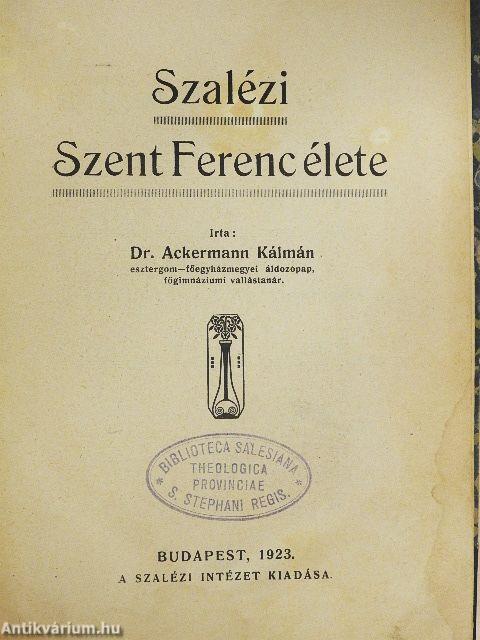 Szalézi
Szent Ferenc élete
Irta:
Dr. Ackermann Kálmán
esztergom—főegyházmegyei áldozópap,
főgimnáziumi vallástanár.
* BIBLIOTECA SALESIANA *
THEOLOGICA
PROVINCIAE
S. STEPHANI REGIS.
BUDAPEST, 1923.
A SZALÉZI INTÉZET KIADÁSA.
Antikvárium.hu